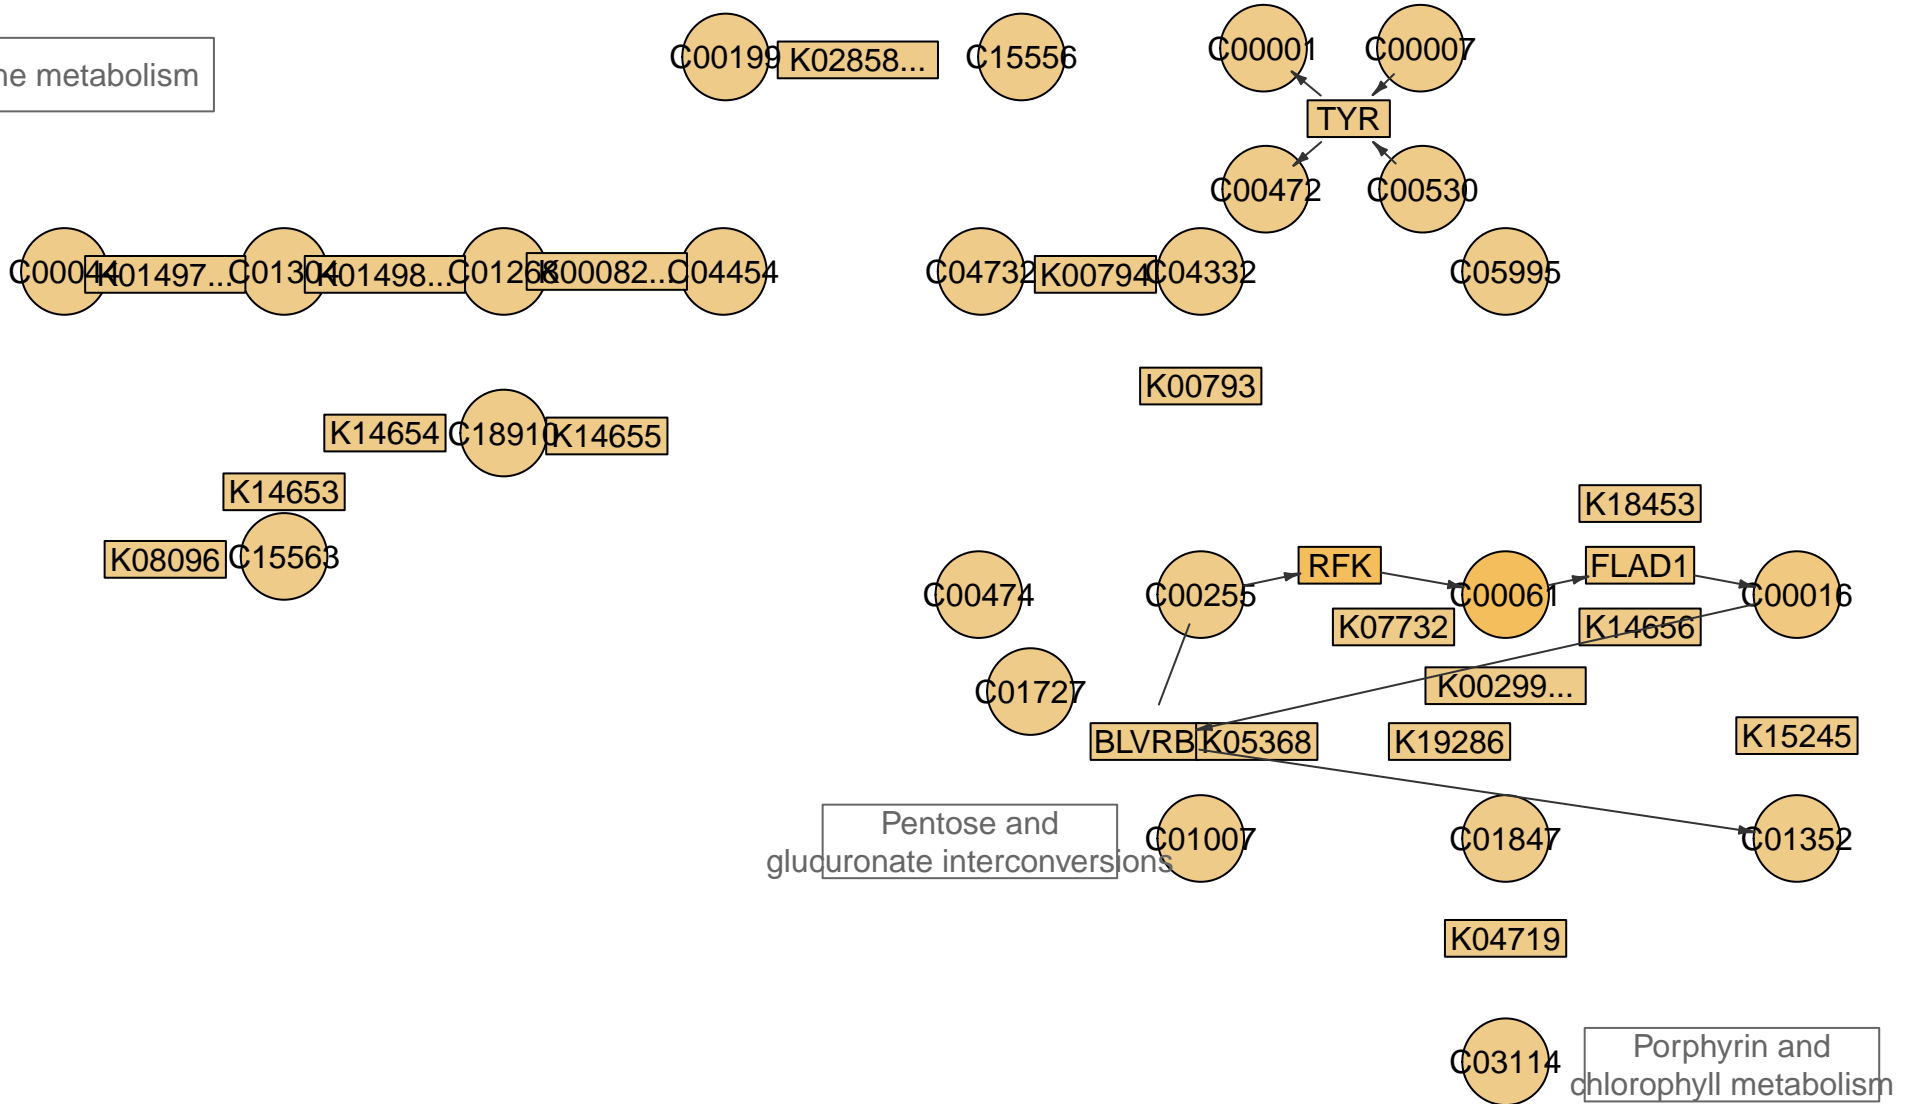 ne metabolism
C00199
K02858...
C15556
C00001
C00007
TYR
C00472
C00530
C00044
K01497...
C01304
K01498...
C01268
K00082...
C04454
C04732
K00794
C04332
C05995
K00793
K14654
C18910
K14655
K14653
K08096
C15563
K18453
C00474
C00255
RFK
C00061
FLAD1
C00016
K07732
K14656
C01727
K00299...
BLVRB
K05368
K19286
K15245
Pentose and
glucuronate interconversions
C01007
C01847
C01352
K04719
C03114
Porphyrin and
chlorophyll metabolism